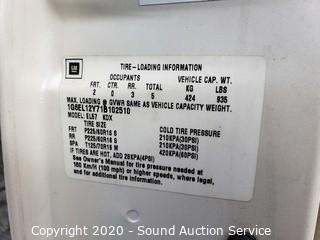 GM
TIRE-LOADING INFORMATION
OCCUPANTS VEHICLE CAP. WT.
FRT. CTR. RR. TOTAL KG LBS
2 0 3 5 424 935
MAX. LOADING @ GVWR SAME AS VEHICLE CAPACITY WEIGHT.
1G6EL12Y71B102510
MODEL: EL57 KDX
TIRE SIZE COLD TIRE PRESSURE
FRT P225/60R16 S 210KPA(30PSI)
RR P225/60R16 S 210KPA(30PSI)
SPA T125/70R16 M 420KPA(60PSI)
IF TIRES ARE HOT, ADD 28KPA(4PSI)
See Owner's Manual for tire pressure needed at
160 Km/H (100 mph) or higher speeds, where legal,
and for additional information.
Copyright 2020 - Sound Auction Service